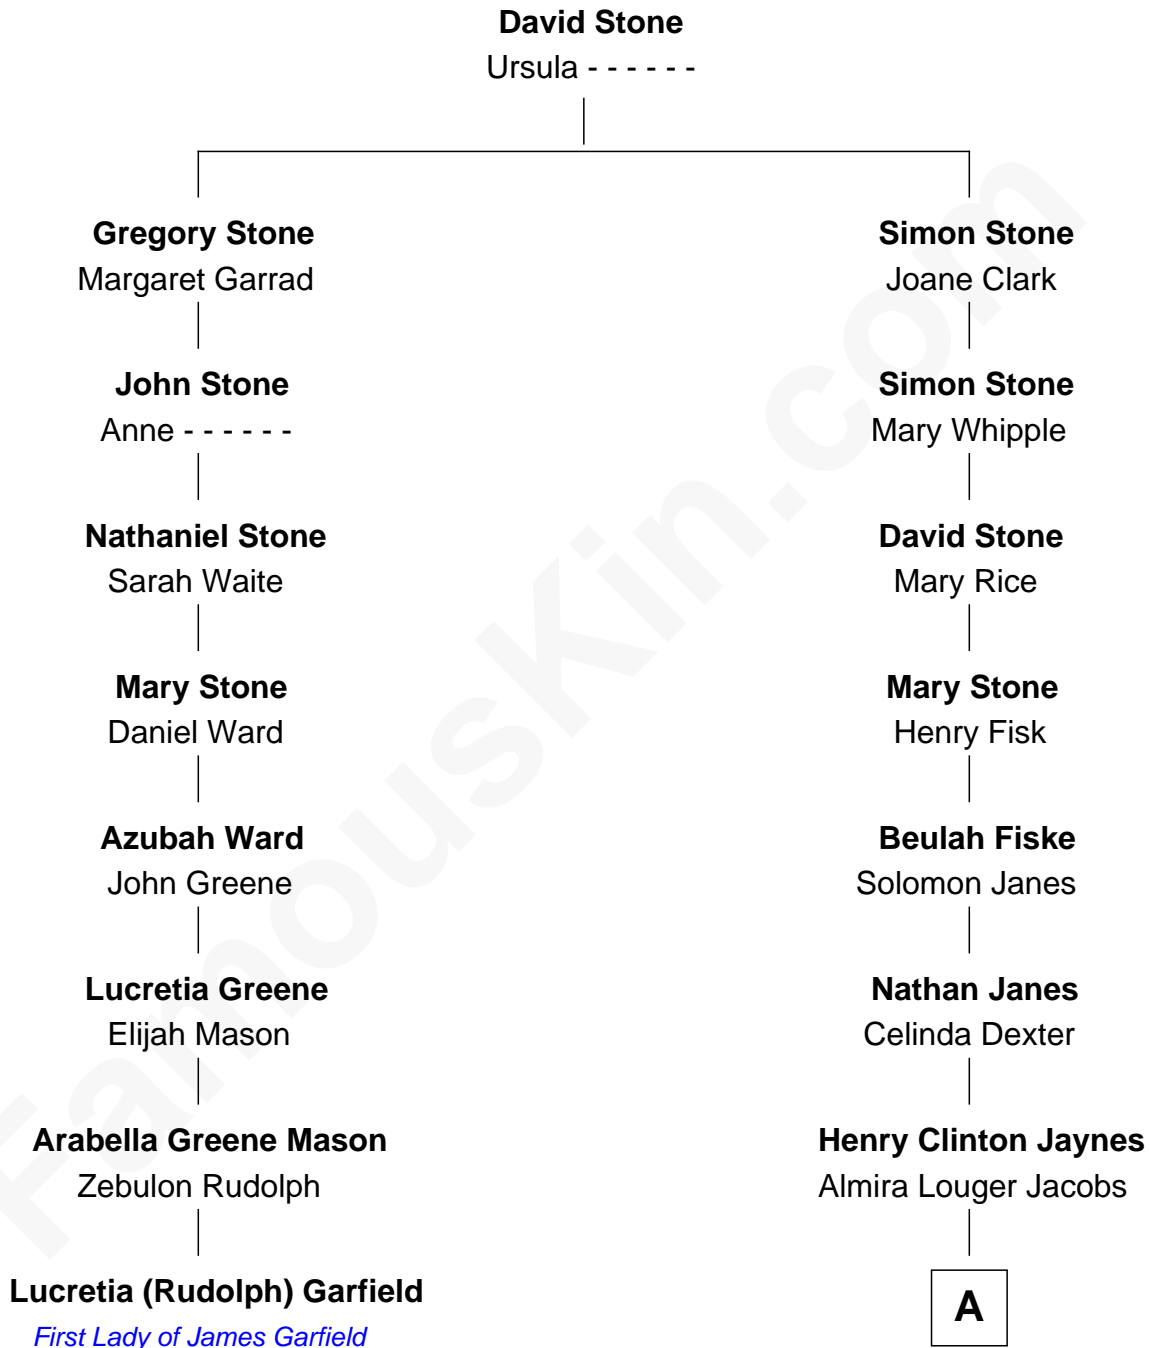 David Stone
Ursula - - - - - -
Gregory Stone
Margaret Garrad
Simon Stone
Joane Clark
John Stone
Anne - - - - - -
Simon Stone
Mary Whipple
Nathaniel Stone
Sarah Waite
David Stone
Mary Rice
Mary Stone
Daniel Ward
Mary Stone
Henry Fisk
Azubah Ward
John Greene
Beulah Fiske
Solomon Janes
Lucretia Greene
Elijah Mason
Nathan Janes
Celinda Dexter
Arabella Greene Mason
Zebulon Rudolph
Henry Clinton Jaynes
Almira Louger Jacobs
Lucretia (Rudolph) Garfield
First Lady of James Garfield
A
FamousKin.com